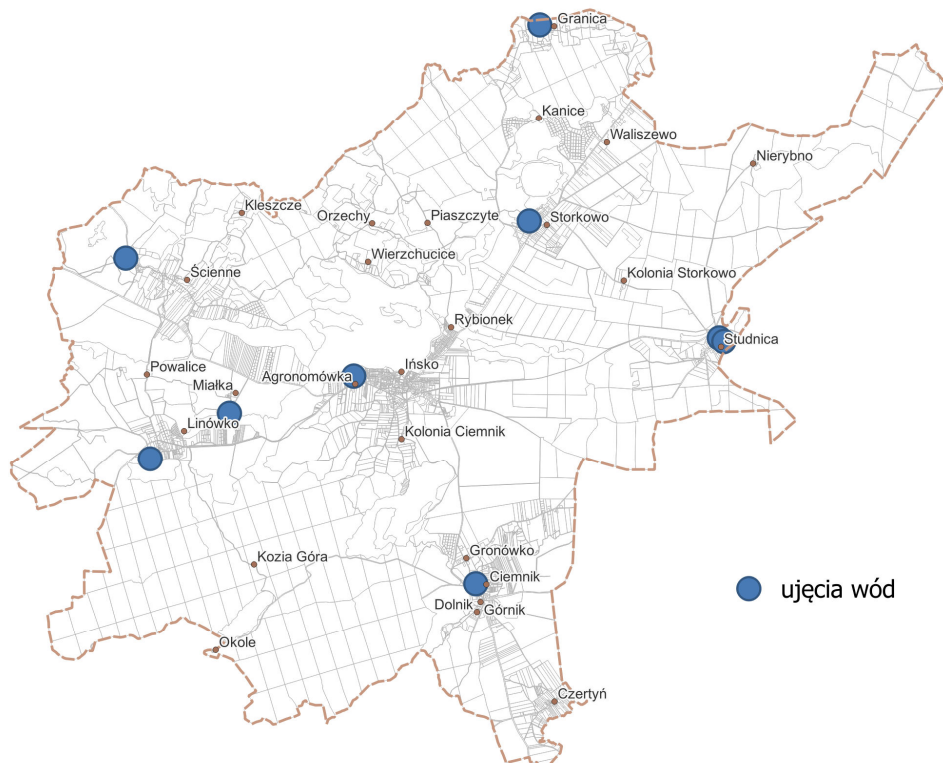 Granica
Kanice
Waliszewo
Nierybno
Kleszcze
Orzechy
Piaszczyte
Storkowo
Wierzchucice
Ścienne
Kolonia Storkowo
Rybionek
Studnica
Powalice
Agronomówka
Ińsko
Miałka
Linówko
Kolonia Ciemnik
Kozia Góra
Gronówko
Ciemnik
ujęcia wód
Dolnik
Górnik
Okole
Czertyń